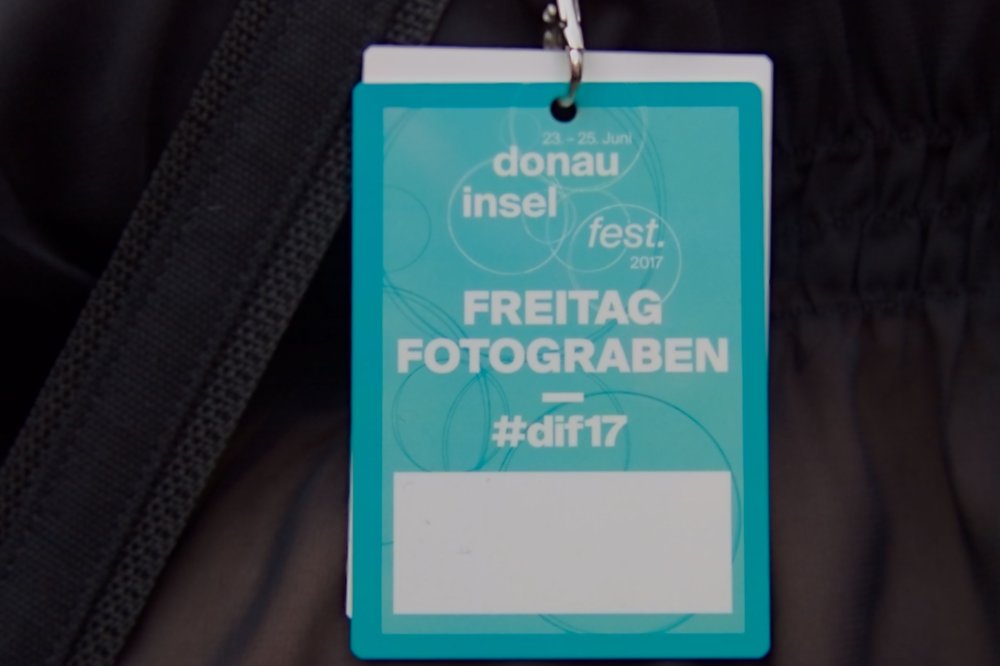 23. – 25. Juni
donau
insel
fest.
2017
FREITAG
FOTOGRABEN
—
#dif17